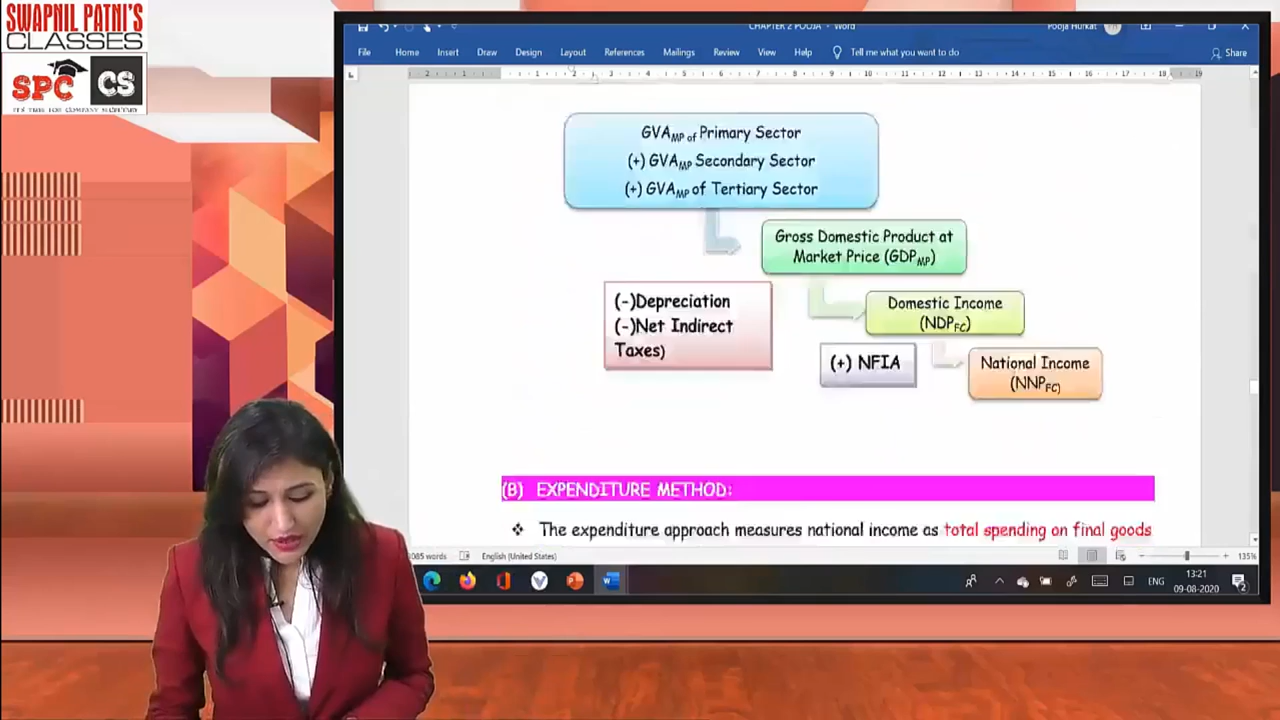 SWAPNIL PATNI'S
CLASSES
SPC CS
CHAPTER 2 POOJA - Word
Pooja Hurkat
File Home Insert Draw Design Layout References Mailings Review View Help Tell me what you want to do Share
GVAMP of Primary Sector
(+) GVAMP Secondary Sector
(+) GVAMP of Tertiary Sector
Gross Domestic Product at
Market Price (GDPMP)
(-)Depreciation
(-)Net Indirect
Taxes)
Domestic Income
(NDPFC)
(+) NFIA
National Income
(NNPFC)
(B) EXPENDITURE METHOD:
❖ The expenditure approach measures national income as total spending on final goods
English (United States)
135%
ENG
13:21
09-08-2020